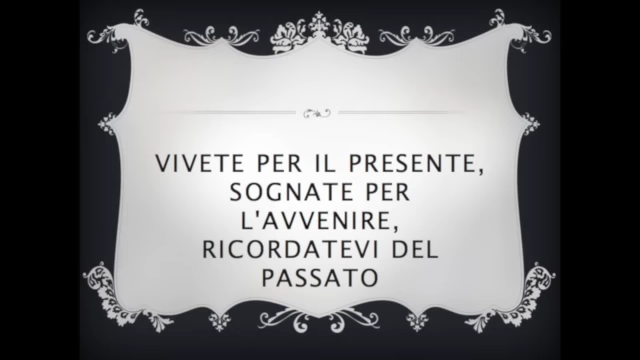 VIVETE PER IL PRESENTE,
SOGNATE PER
L'AVVENIRE,
RICORDATEVI DEL
PASSATO